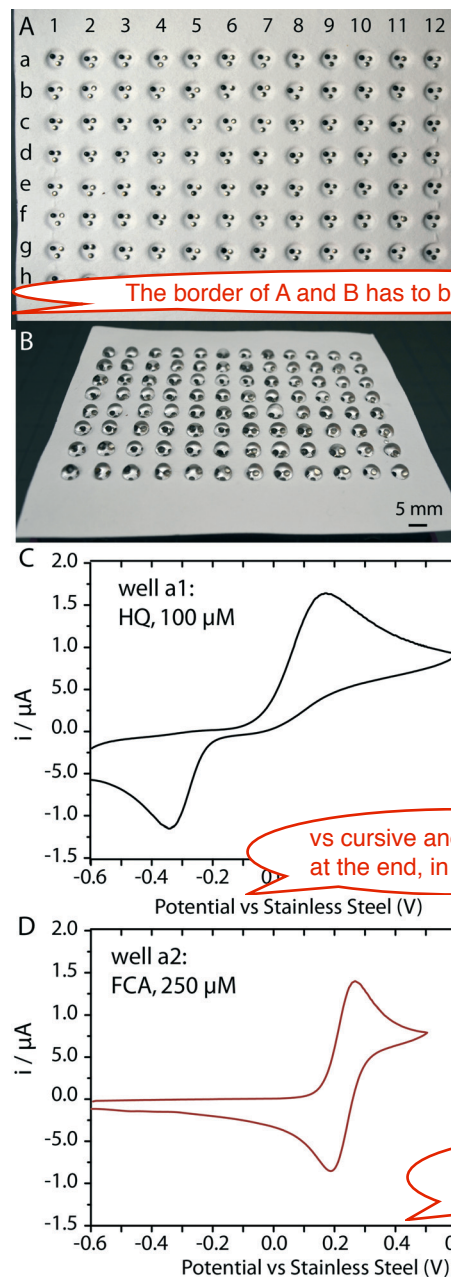 A 1 2 3 4 5 6 7 8 9 10 11 12
a
b
c
d
e
f
g
h
The border of A and B has to b
B
5 mm
C
2.0
well a1:
HQ, 100 µM
1.5
1.0
5.0
0.0
-5.0
-1.0
-1.5
i / µA
vs cursive and
at the end, in
-0.6 -0.4 -0.2 0.0
Potential vs Stainless Steel (V)
D
2.0
well a2:
FCA, 250 µM
1.5
1.0
5.0
0.0
-5.0
-1.0
-1.5
i / µA
-0.6 -0.4 -0.2 0.0 0.2 0.4
Potential vs Stainless Steel (V)